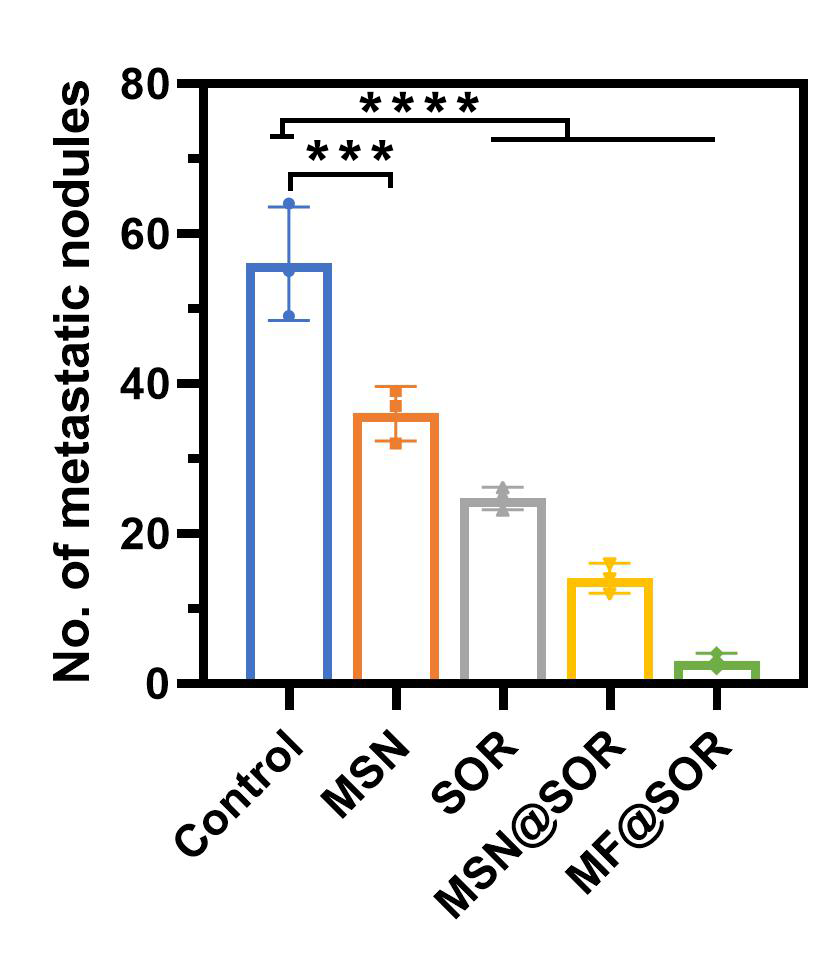 No. of metastatic nodules
80
60
40
20
0
****
***
Control
MSN
SOR
MSN@SOR
MF@SOR